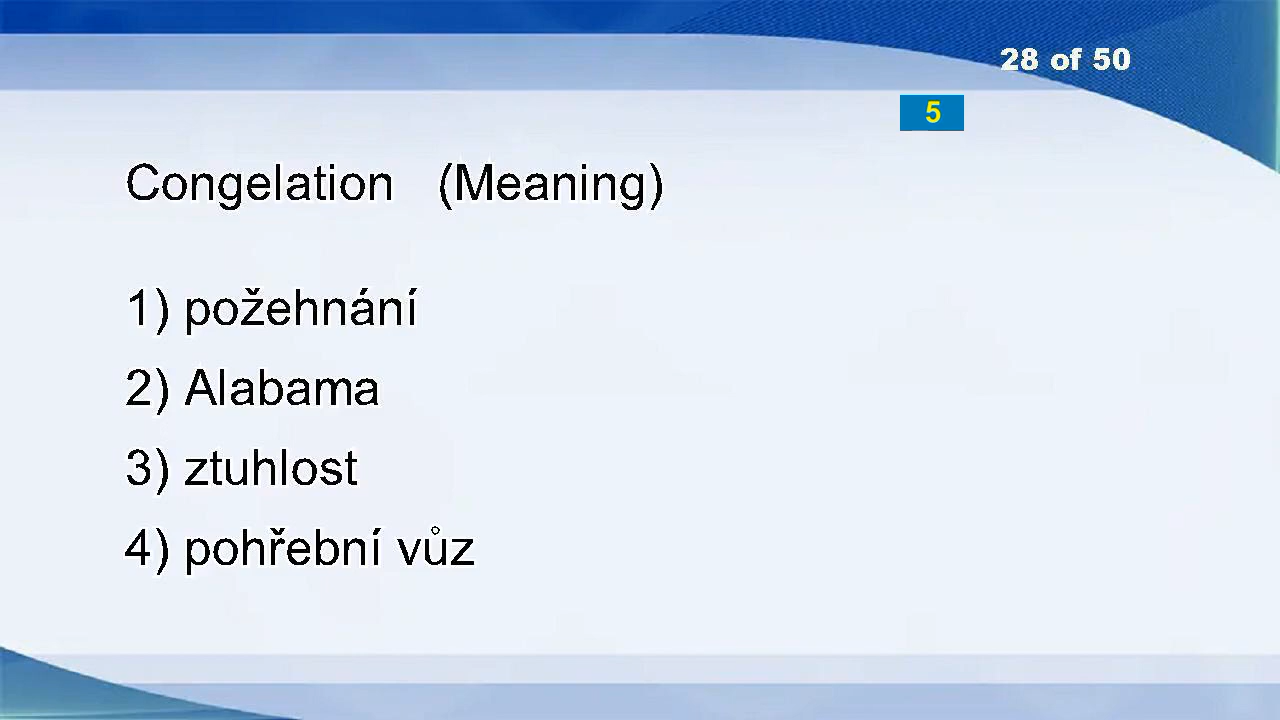 28 of 50
5
Congelation (Meaning)
1) požehnání
2) Alabama
3) ztuhlost
4) pohřební vůz